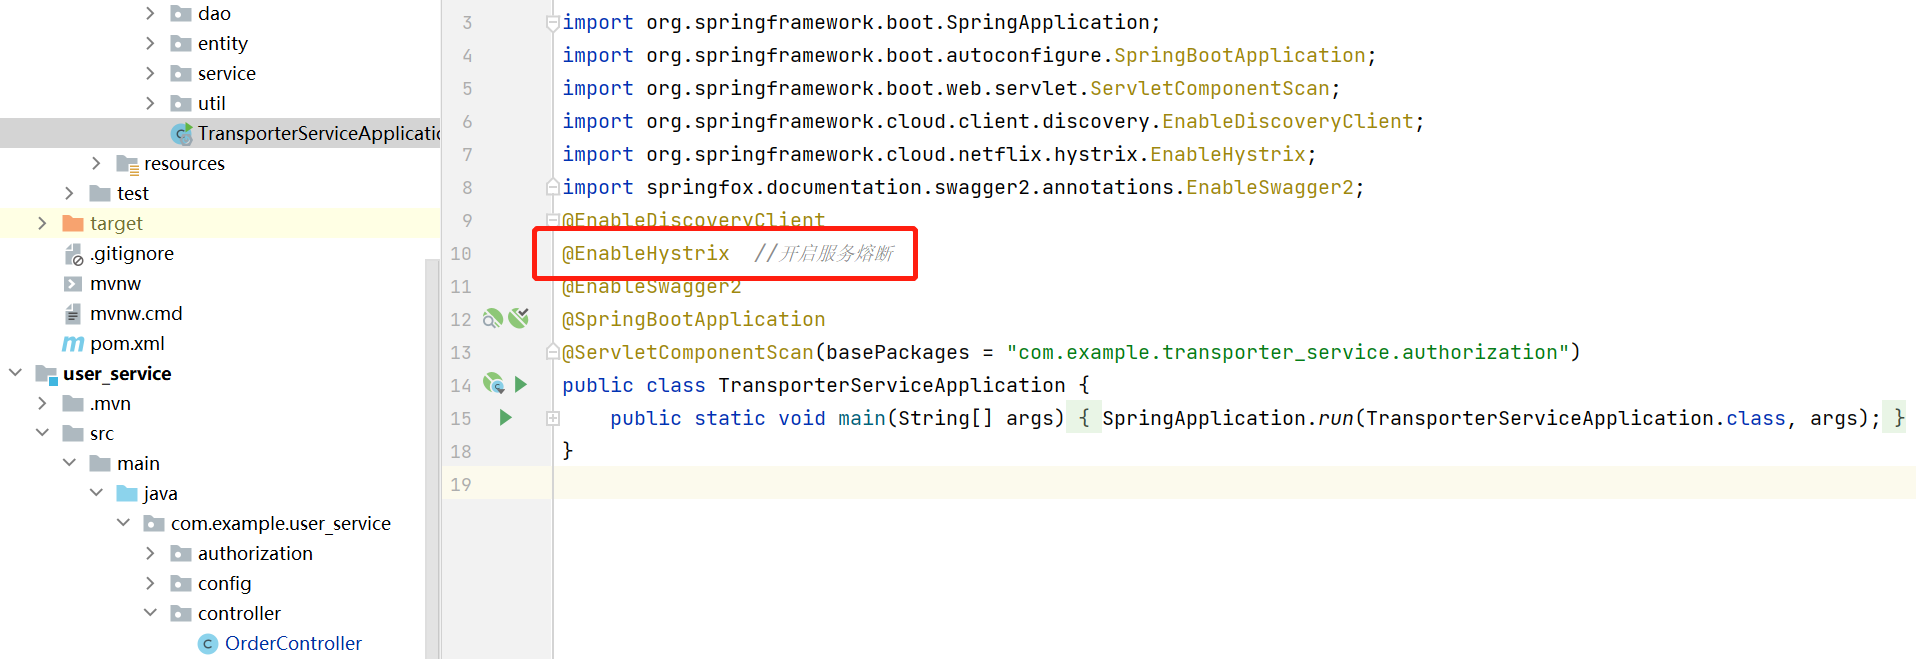 dao
entity
service
util
TransporterServiceApplicatio
resources
test
target
.gitignore
mvnw
mvnw.cmd
pom.xml
user_service
.mvn
src
main
java
com.example.user_service
authorization
config
controller
OrderController
3 import org.springframework.boot.SpringApplication;
4 import org.springframework.boot.autoconfigure.SpringBootApplication;
5 import org.springframework.boot.web.servlet.ServletComponentScan;
6 import org.springframework.cloud.client.discovery.EnableDiscoveryClient;
7 import org.springframework.cloud.netflix.hystrix.EnableHystrix;
8 import springfox.documentation.swagger2.annotations.EnableSwagger2;
9 @EnableDiscoveryClient
10 @EnableHystrix //开启服务熔断
11 @EnableSwagger2
12 @SpringBootApplication
13 @ServletComponentScan(basePackages = "com.example.transporter_service.authorization")
14 public class TransporterServiceApplication {
15 public static void main(String[] args) { SpringApplication.run(TransporterServiceApplication.class, args); }
18 }
19